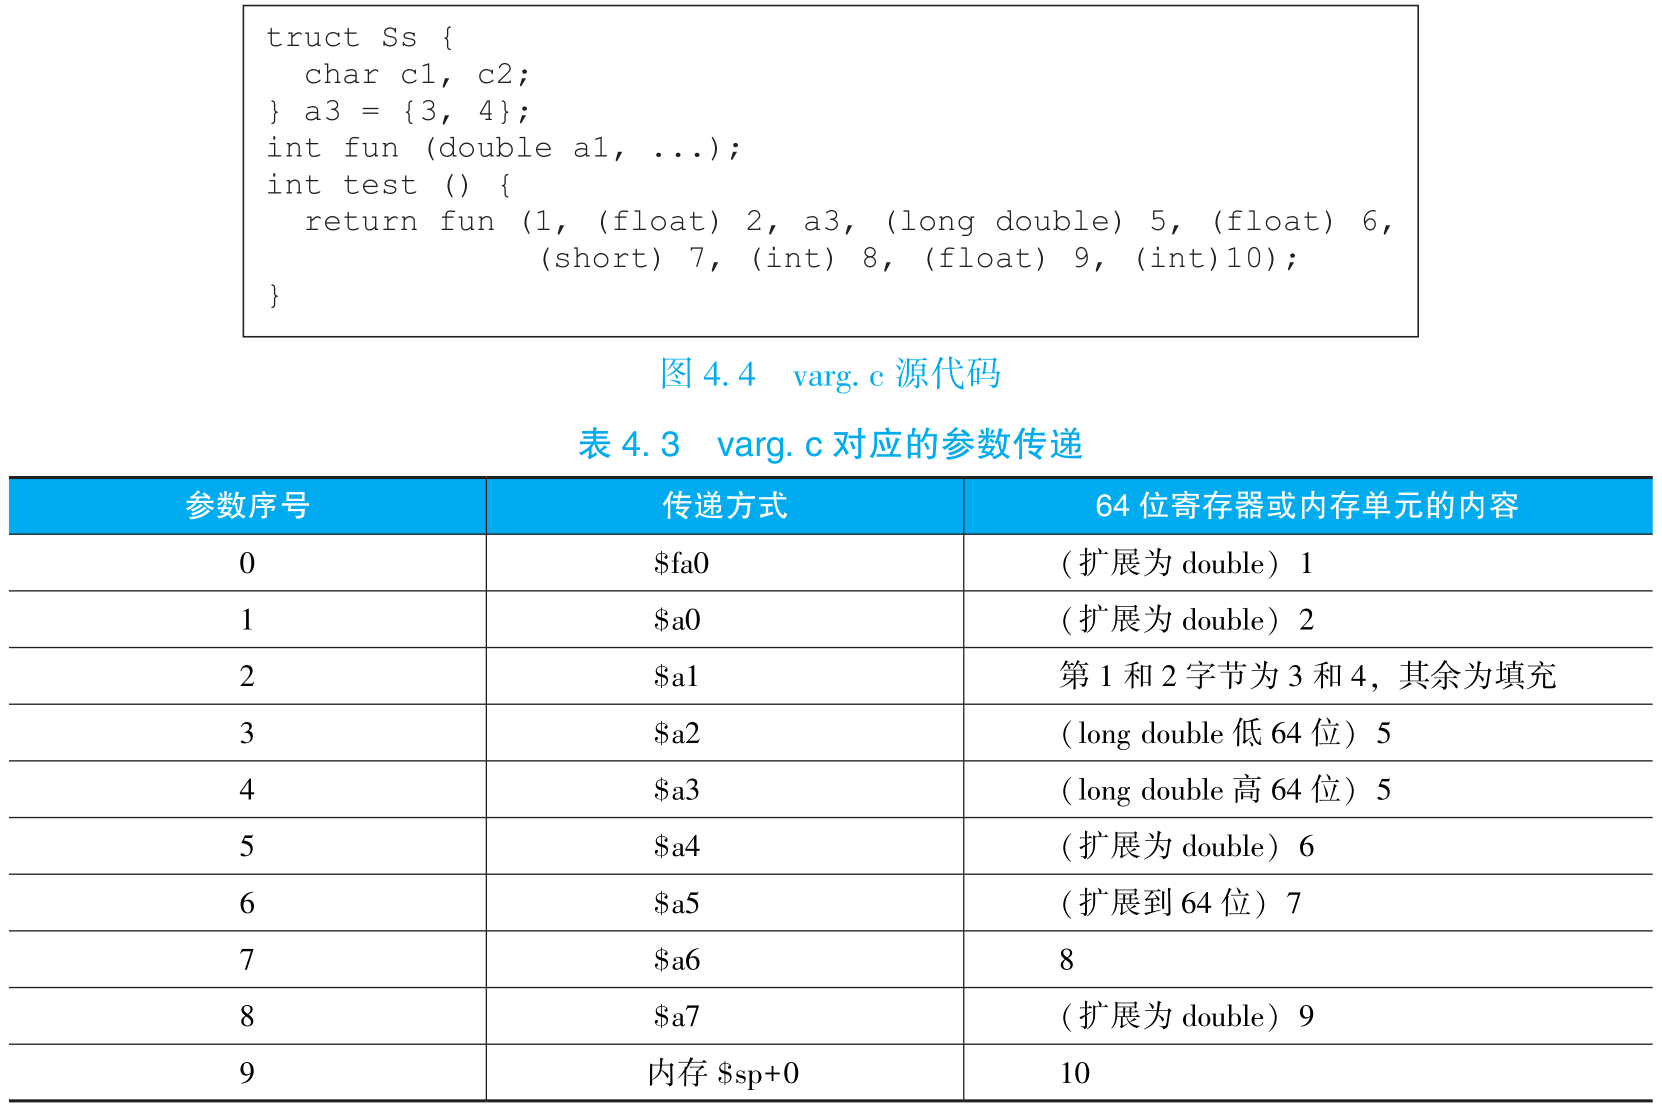 truct Ss {
  char c1, c2;
} a3 = {3, 4};
int fun (double a1, ...);
int test () {
  return fun (1, (float) 2, a3, (long double) 5, (float) 6,
              (short) 7, (int) 8, (float) 9, (int)10);
}
图 4.4 varg.c 源代码
表 4.3 varg.c 对应的参数传递
参数序号 传递方式 64 位寄存器或内存单元的内容
0 $fa0 (扩展为 double) 1
1 $a0 (扩展为 double) 2
2 $a1 第 1 和 2 字节为 3 和 4, 其余为填充
3 $a2 (long double 低 64 位) 5
4 $a3 (long double 高 64 位) 5
5 $a4 (扩展为 double) 6
6 $a5 (扩展到 64 位) 7
7 $a6 8
8 $a7 (扩展为 double) 9
9 内存 $sp+0 10